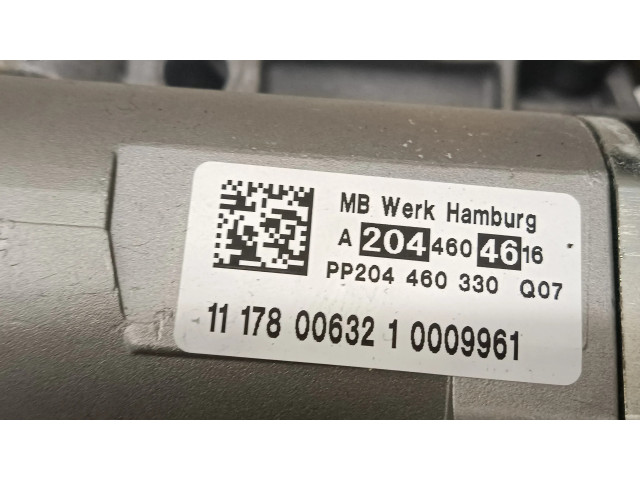 MB Werk Hamburg
A 204 460 46 16
PP204 460 330 Q07
11 178 00632 1 0009961